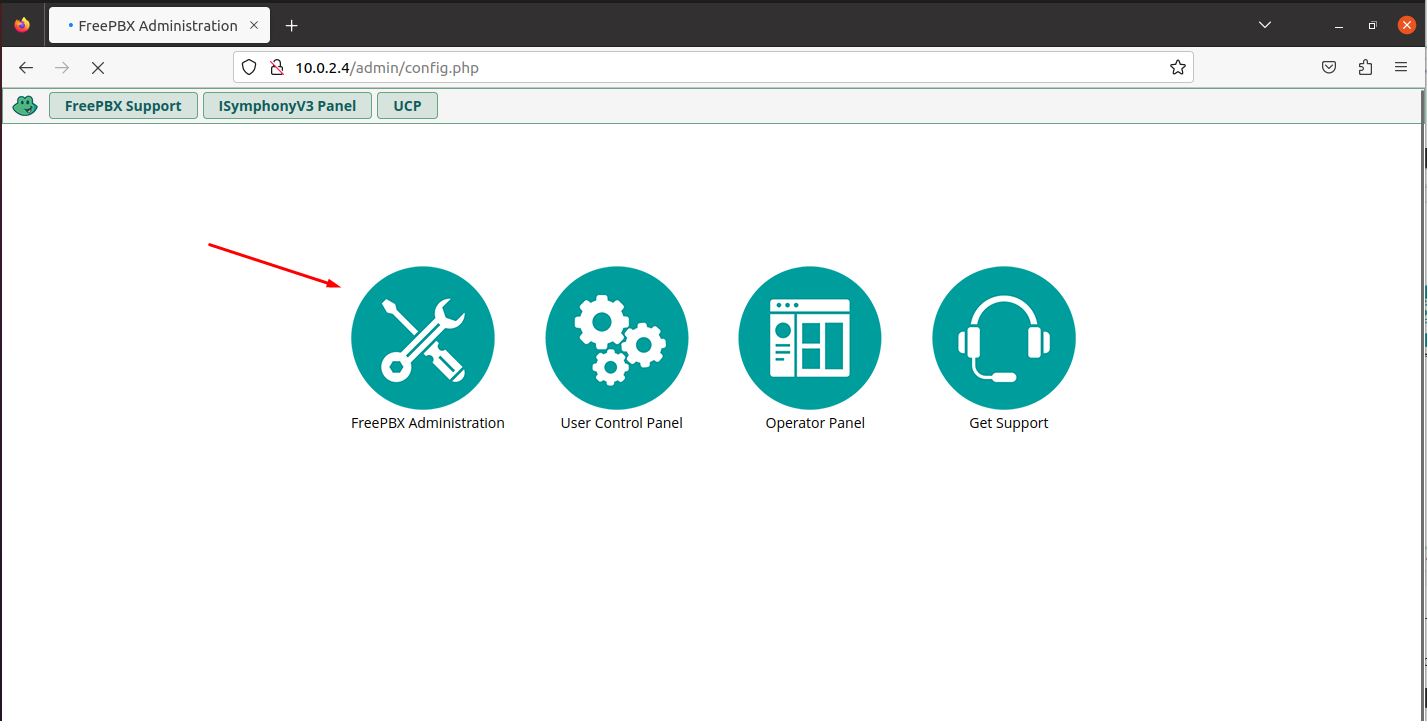 FreePBX Administration
10.0.2.4/admin/config.php
FreePBX Support ISymphonyV3 Panel UCP
FreePBX Administration User Control Panel Operator Panel Get Support